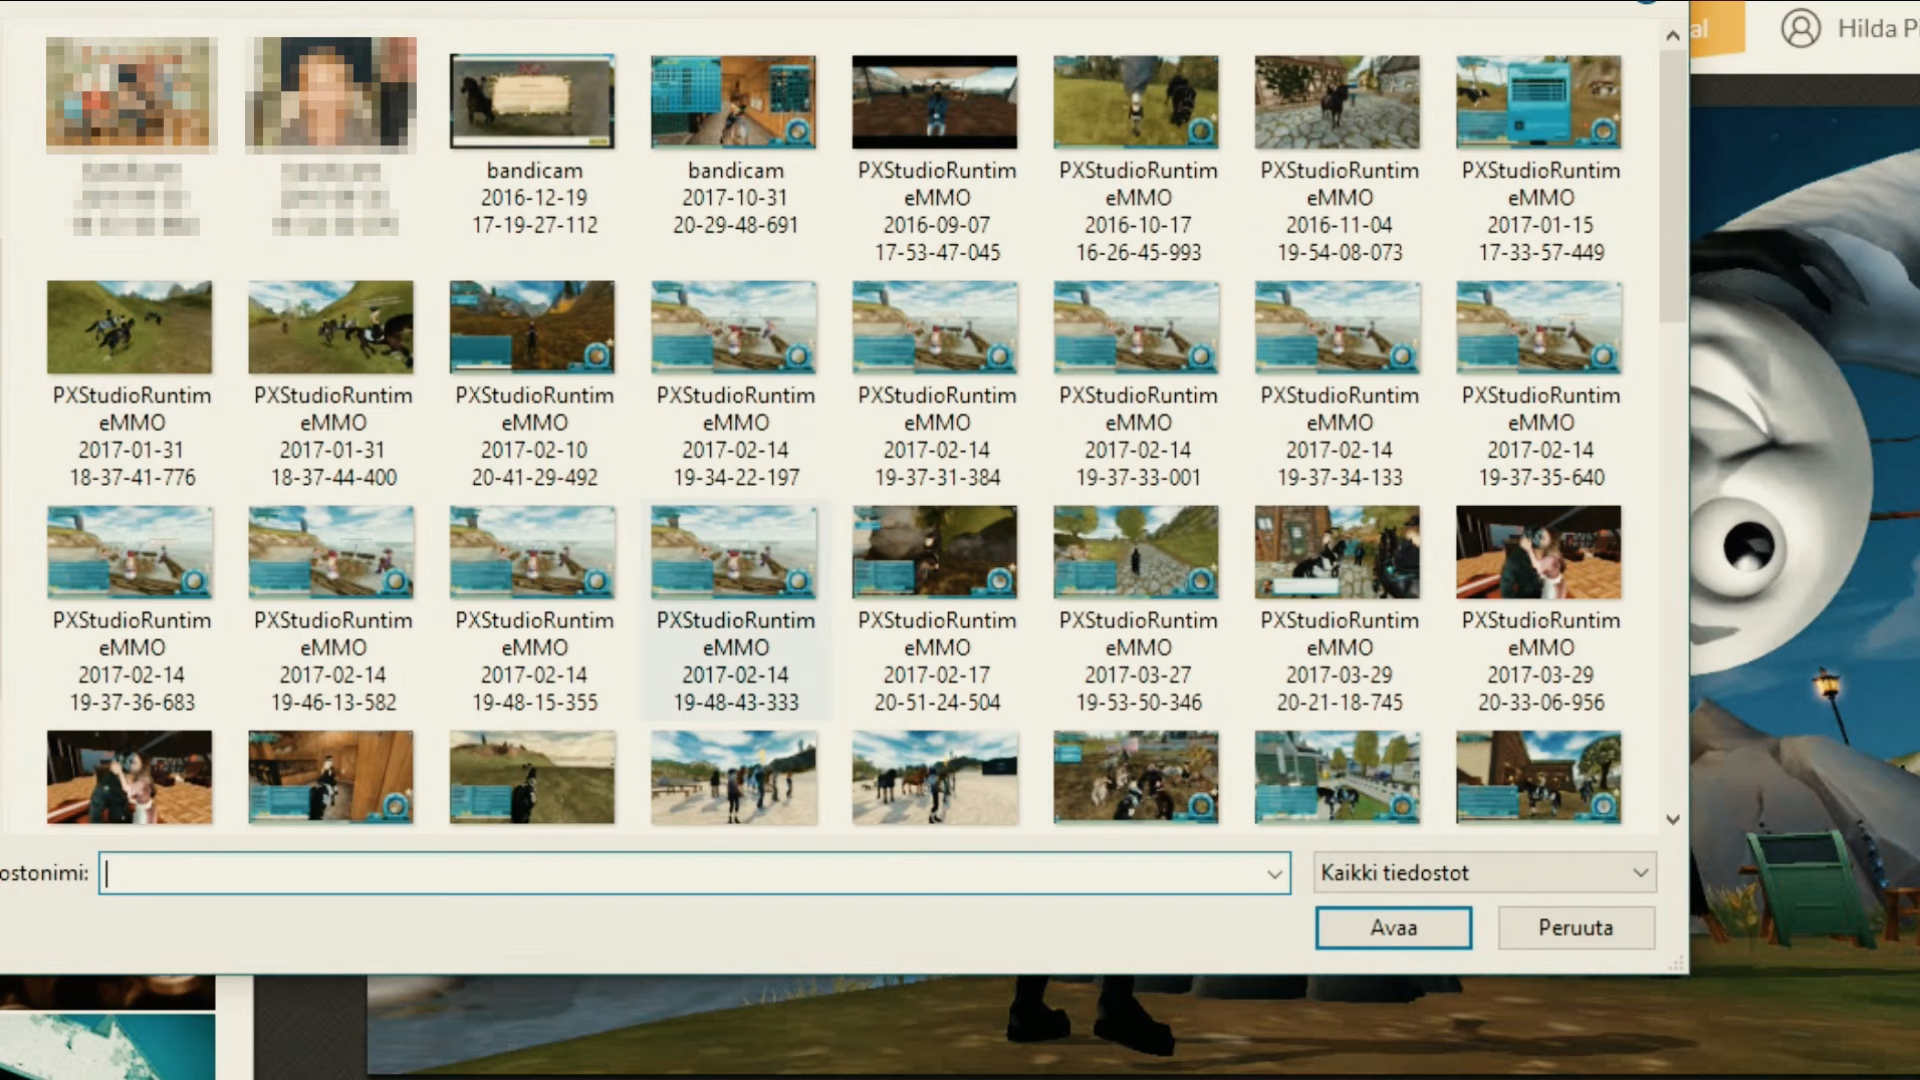 al
Hilda Pi
bandicam
2016-12-19
17-19-27-112
bandicam
2017-10-31
20-29-48-691
PXStudioRuntim
eMMO
2016-09-07
17-53-47-045
PXStudioRuntim
eMMO
2016-10-17
16-26-45-993
PXStudioRuntim
eMMO
2016-11-04
19-54-08-073
PXStudioRuntim
eMMO
2017-01-15
17-33-57-449
PXStudioRuntim
eMMO
2017-01-31
18-37-41-776
PXStudioRuntim
eMMO
2017-01-31
18-37-44-400
PXStudioRuntim
eMMO
2017-02-10
20-41-29-492
PXStudioRuntim
eMMO
2017-02-14
19-34-22-197
PXStudioRuntim
eMMO
2017-02-14
19-37-31-384
PXStudioRuntim
eMMO
2017-02-14
19-37-33-001
PXStudioRuntim
eMMO
2017-02-14
19-37-34-133
PXStudioRuntim
eMMO
2017-02-14
19-37-35-640
PXStudioRuntim
eMMO
2017-02-14
19-37-36-683
PXStudioRuntim
eMMO
2017-02-14
19-46-13-582
PXStudioRuntim
eMMO
2017-02-14
19-48-15-355
PXStudioRuntim
eMMO
2017-02-14
19-48-43-333
PXStudioRuntim
eMMO
2017-02-17
20-51-24-504
PXStudioRuntim
eMMO
2017-03-27
19-53-50-346
PXStudioRuntim
eMMO
2017-03-29
20-21-18-745
PXStudioRuntim
eMMO
2017-03-29
20-33-06-956
ostonimi:
Kaikki tiedostot
Avaa
Peruuta